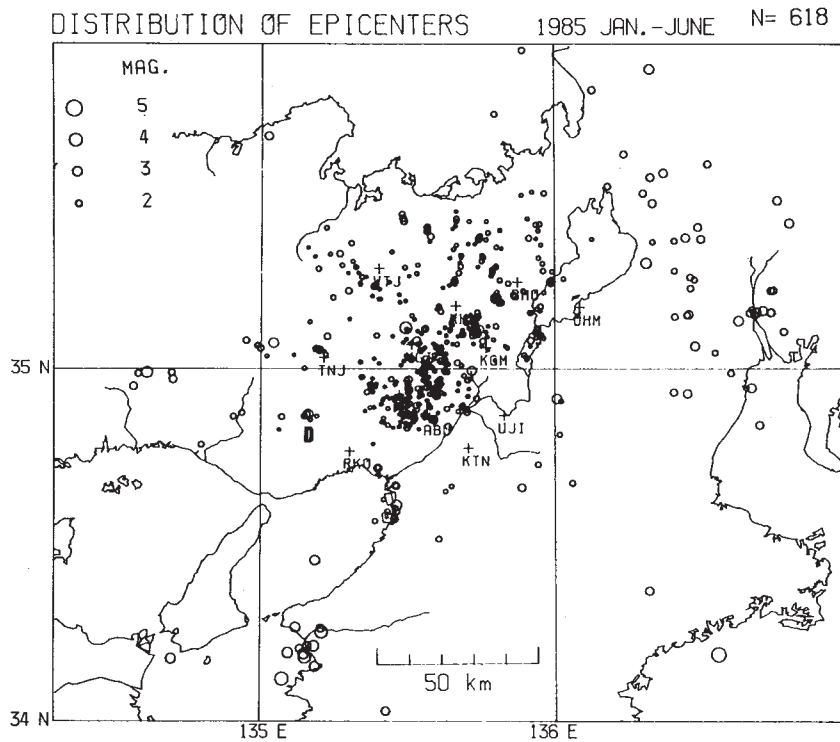 DISTRIBUTION OF EPICENTERS 1985 JAN.-JUNE N= 618
MAG.
5
4
3
2
WTJ
OHM
KGM
35 N
TNJ
ABU
UJI
RKO
KTN
50 km
34 N
135 E
136 E